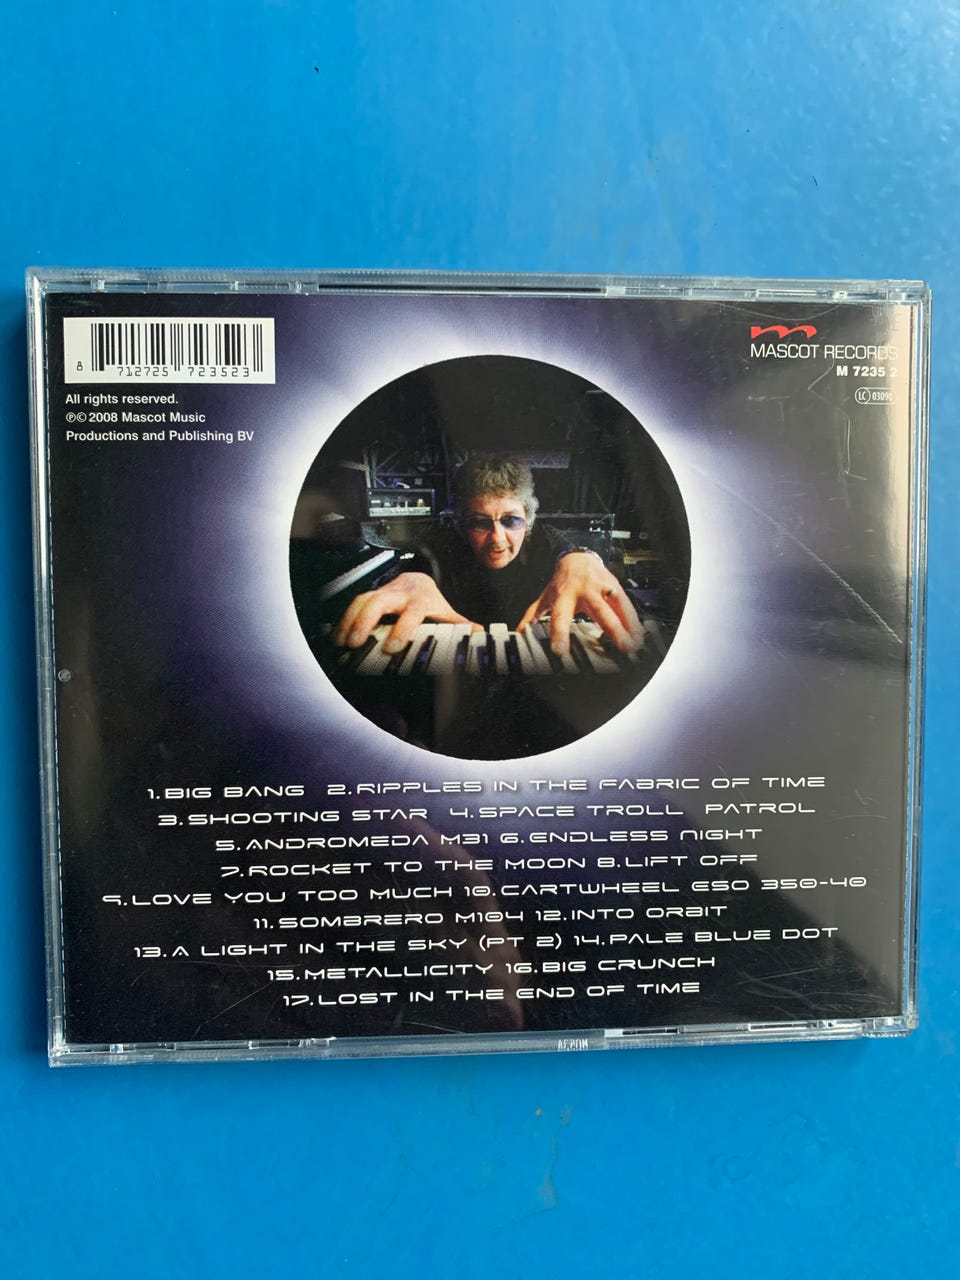 8 712725 723523
All rights reserved.
℗© 2008 Mascot Music
Productions and Publishing BV
MASCOT RECORDS
M 7235 2
LC 03090
1. BIG BANG 2. RIPPLES IN THE FABRIC OF TIME
3. SHOOTING STAR 4. SPACE TROLL PATROL
5. ANDROMEDA M31 6. ENDLESS NIGHT
7. ROCKET TO THE MOON 8. LIFT OFF
9. LOVE YOU TOO MUCH 10. CARTWHEEL ESO 350-40
11. SOMBRERO M104 12. INTO ORBIT
13. A LIGHT IN THE SKY (PT 2) 14. PALE BLUE DOT
15. METALLICITY 16. BIG CRUNCH
17. LOST IN THE END OF TIME